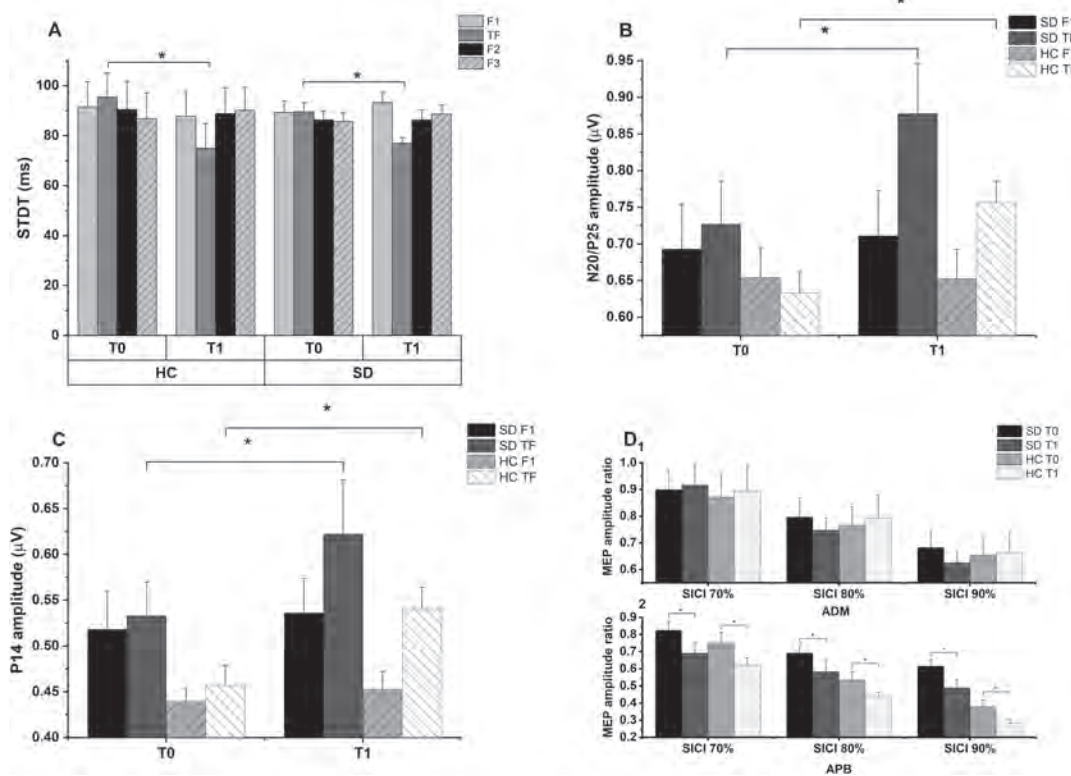 A
F1
TF
F2
F3
*
*
STDT (ms)
100
80
60
40
20
0
T0
T1
T0
T1
HC
SD
B
SD F1
SD TF
HC F1
*
*
N20/P25 amplitude (μV)
0.95
0.90
0.85
0.80
0.75
0.70
0.65
0.60
T0
T1
C
SD F1
SD TF
HC F1
HC TF
*
*
P14 amplitude (μV)
0.70
0.65
0.60
0.55
0.50
0.45
0.40
T0
T1
D1
SD T0
SD T1
HC T0
HC T1
MEP amplitude ratio
1.0
0.9
0.8
0.7
0.6
SICI 70%
SICI 80%
SICI 90%
ADM
2
MEP amplitude ratio
0.9
0.8
0.6
0.5
0.4
0.3
0.2
SICI 70%
SICI 80%
SICI 90%
APB